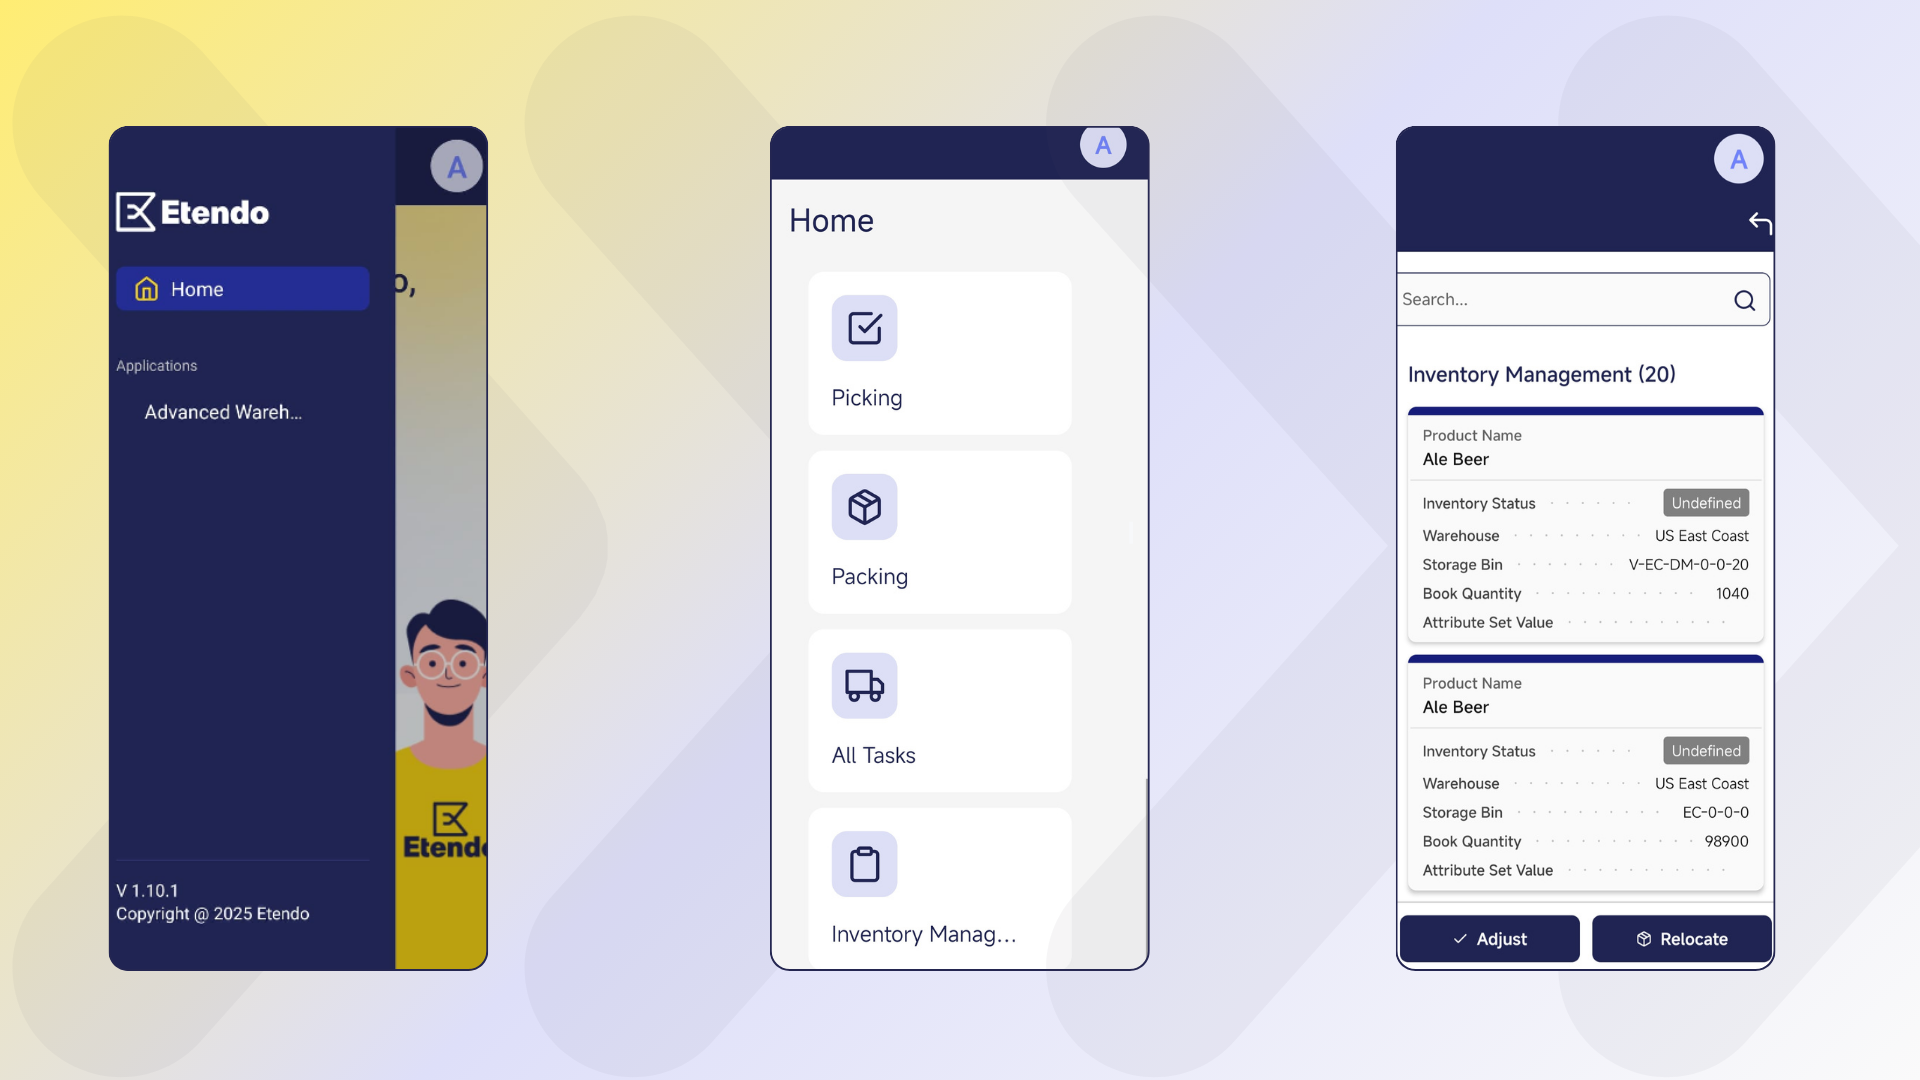 A
Etendo
Home
o,
Applications
Advanced Wareh...
Etendo
V 1.10.1
Copyright @ 2025 Etendo
A
Home
Picking
Packing
All Tasks
Inventory Manag...
A
Search...
Inventory Management (20)
Product Name
Ale Beer
Inventory Status Undefined
Warehouse US East Coast
Storage Bin V-EC-DM-0-0-20
Book Quantity 1040
Attribute Set Value
Product Name
Ale Beer
Inventory Status Undefined
Warehouse US East Coast
Storage Bin EC-0-0-0
Book Quantity 98900
Attribute Set Value
Adjust Relocate